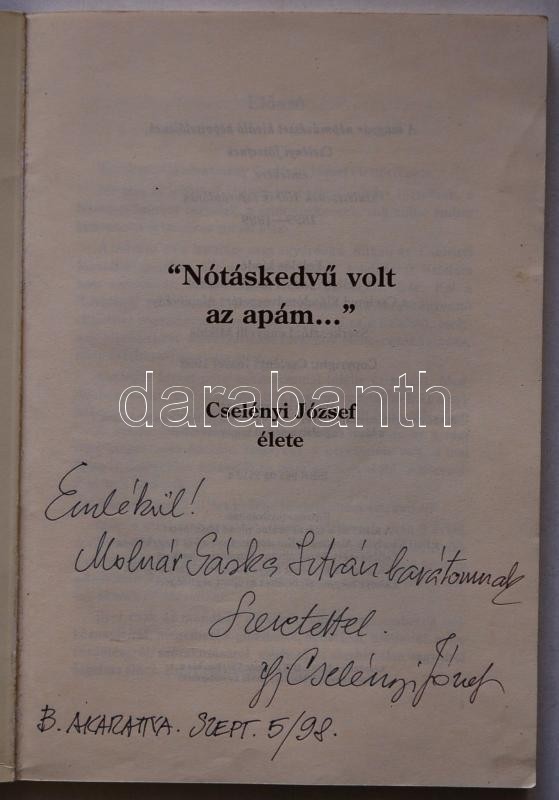 “Nótáskedvű volt
az apám...”
darabanth
Cselényi József
élete
Emlékül!
Molnár Gáska István barátomnak
Szeretettel.
ifj Cselényi József
B. AKARATTYA. SZEPT. 5/98.